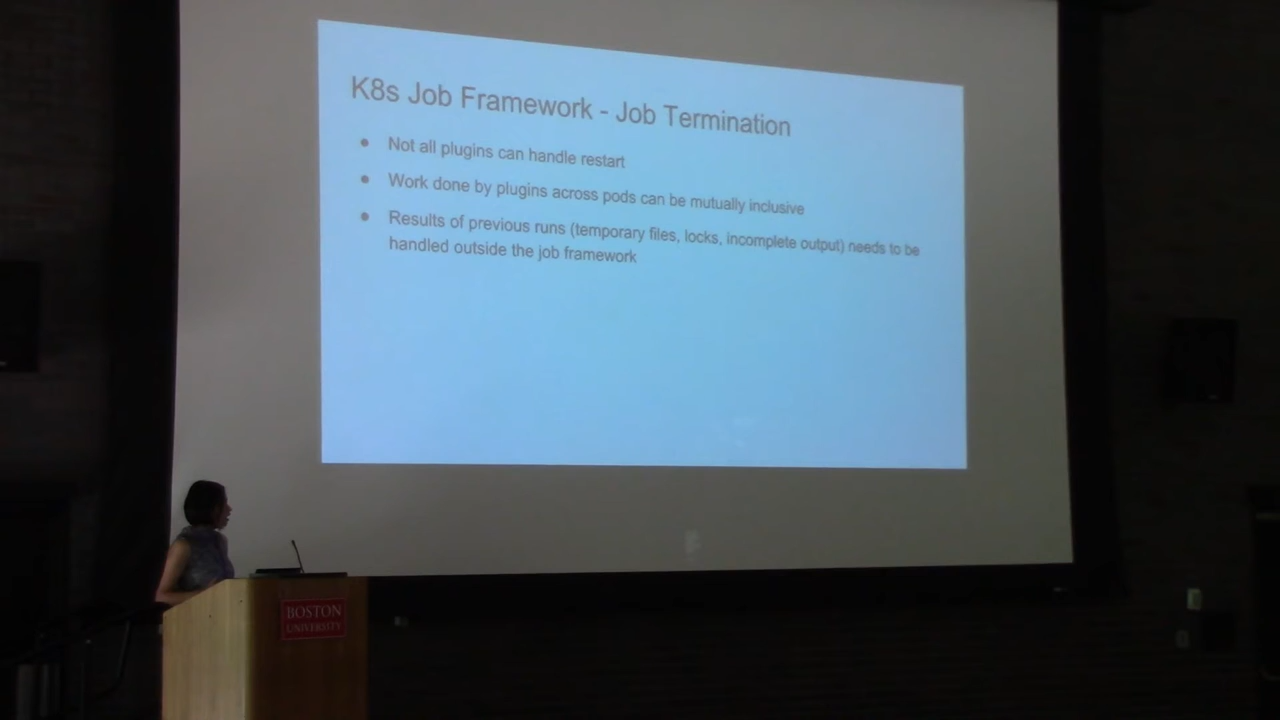 K8s Job Framework - Job Termination
● Not all plugins can handle restart
● Work done by plugins across pods can be mutually inclusive
● Results of previous runs (temporary files, locks, incomplete output) needs to be
handled outside the job framework
BOSTON
UNIVERSITY